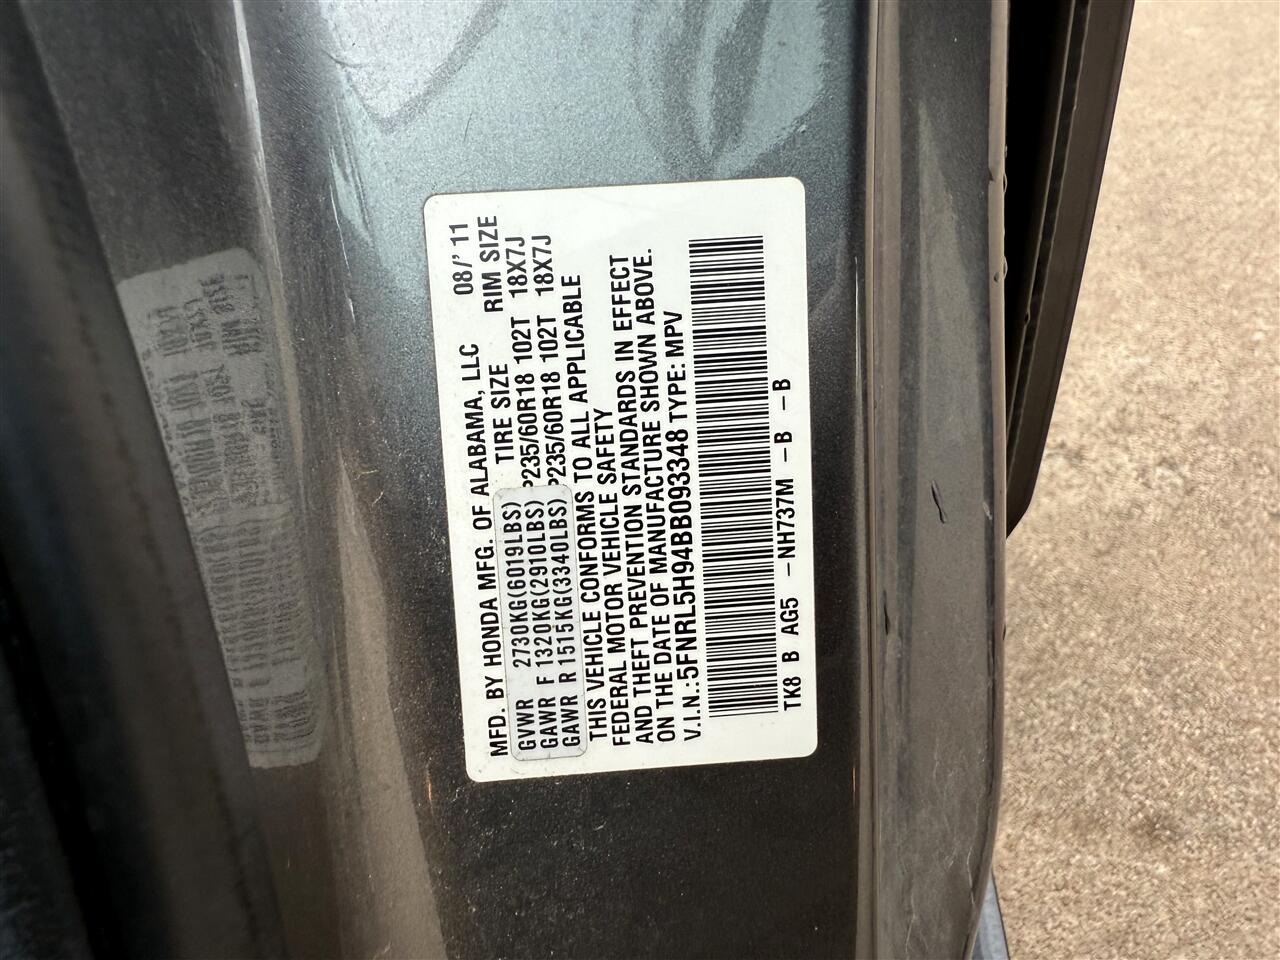 MFD. BY HONDA MFG. OF ALABAMA, LLC 08/' 11
TIRE SIZE RIM SIZE
GVWR 2730KG(6019LBS)
GAWR F 1320KG(2910LBS) P235/60R18 102T 18X7J
GAWR R 1515KG(3340LBS) P235/60R18 102T 18X7J
THIS VEHICLE CONFORMS TO ALL APPLICABLE
FEDERAL MOTOR VEHICLE SAFETY
AND THEFT PREVENTION STANDARDS IN EFFECT
ON THE DATE OF MANUFACTURE SHOWN ABOVE.
V.I.N.:5FNRL5H94BB093348 TYPE: MPV
TK8 B AG5 -NH737M -B -B